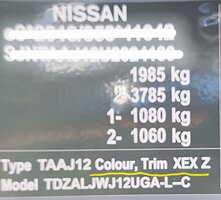 NISSAN
1985 kg
3785 kg
1- 1080 kg
2- 1060 kg
Type TAAJ12 Colour, Trim XEX Z
Model TDZALJWJ12UGA-L--C